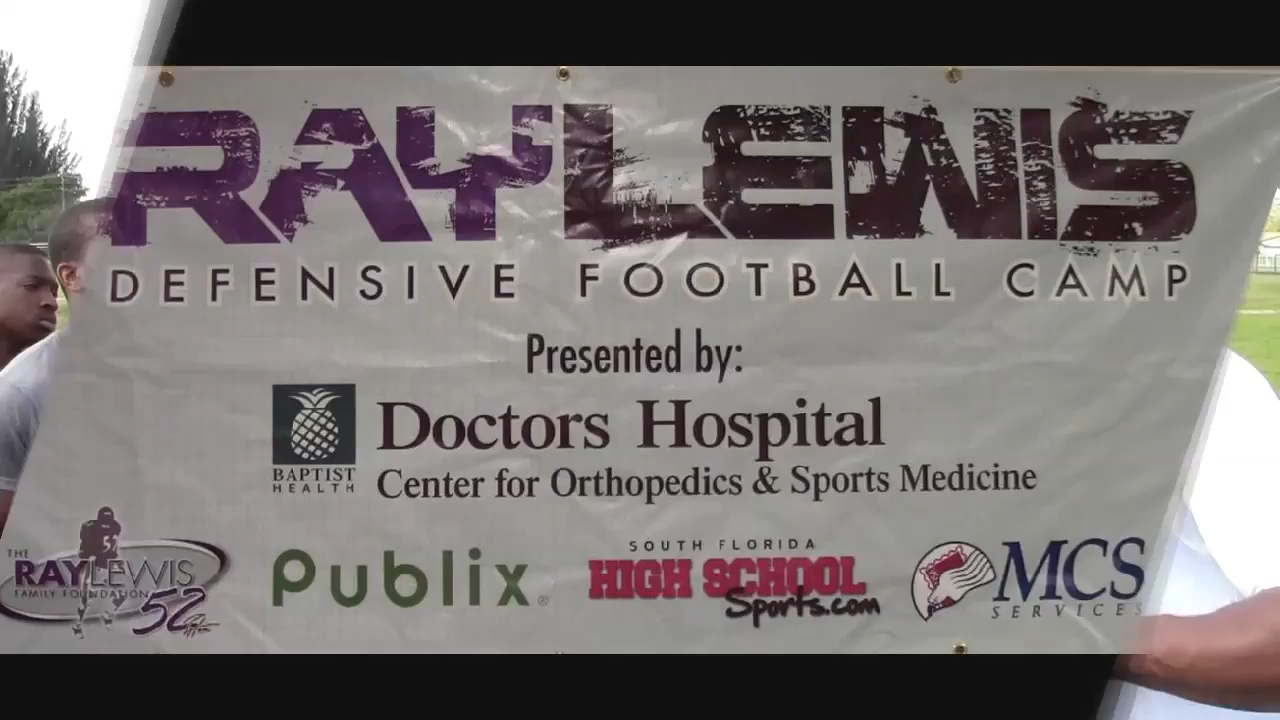 RAY LEWIS
DEFENSIVE FOOTBALL CAMP
Presented by:
Doctors Hospital
BAPTIST HEALTH
Center for Orthopedics & Sports Medicine
THE
RAY LEWIS
FAMILY FOUNDATION
52
Publix®
SOUTH FLORIDA
HIGH SCHOOL
Sports.com
MCS
SERVICES